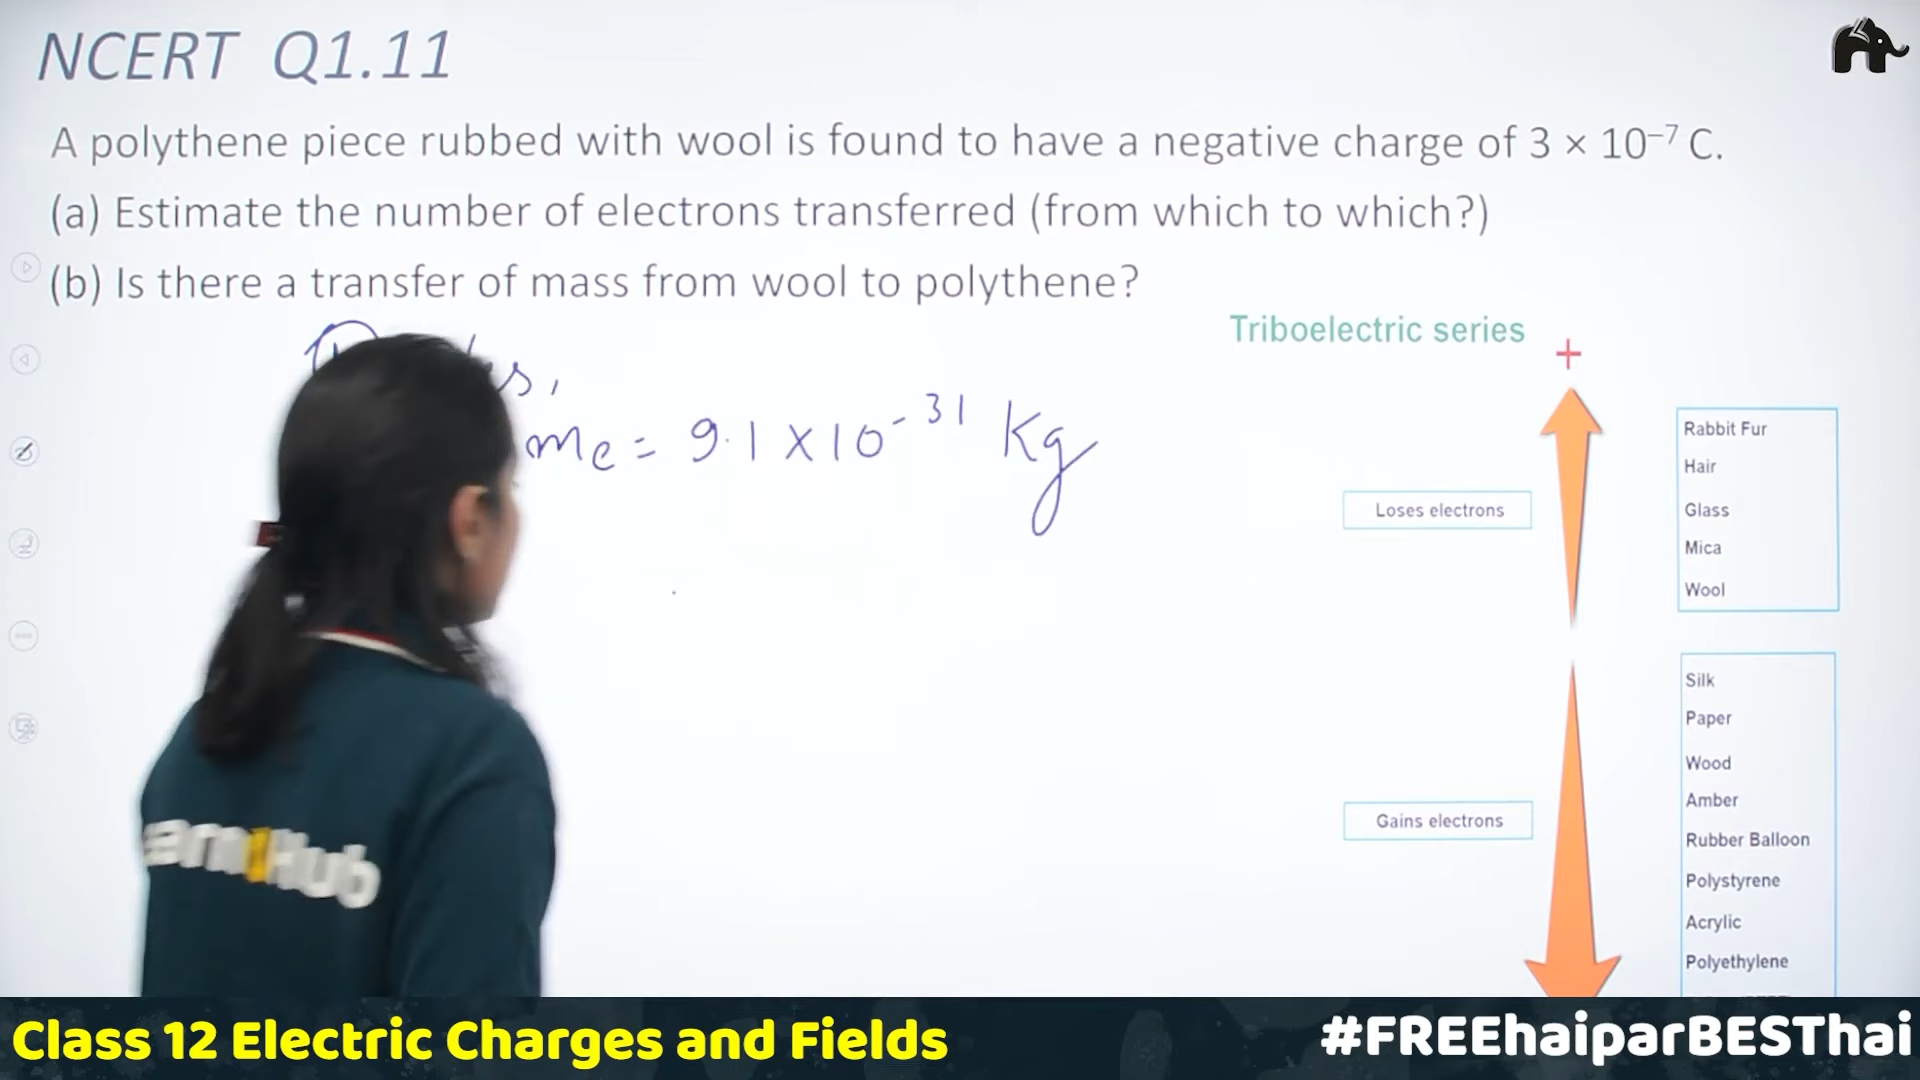 NCERT Q1.11
A polythene piece rubbed with wool is found to have a negative charge of 3 × 10⁻⁷ C.
(a) Estimate the number of electrons transferred (from which to which?)
(b) Is there a transfer of mass from wool to polythene?
me = 9.1 × 10⁻³¹ Kg
Triboelectric series
+
Loses electrons
Rabbit Fur
Hair
Glass
Mica
Wool
Gains electrons
Silk
Paper
Wood
Amber
Rubber Balloon
Polystyrene
Acrylic
Polyethylene
Class 12 Electric Charges and Fields
#FREEhaiparBESThai